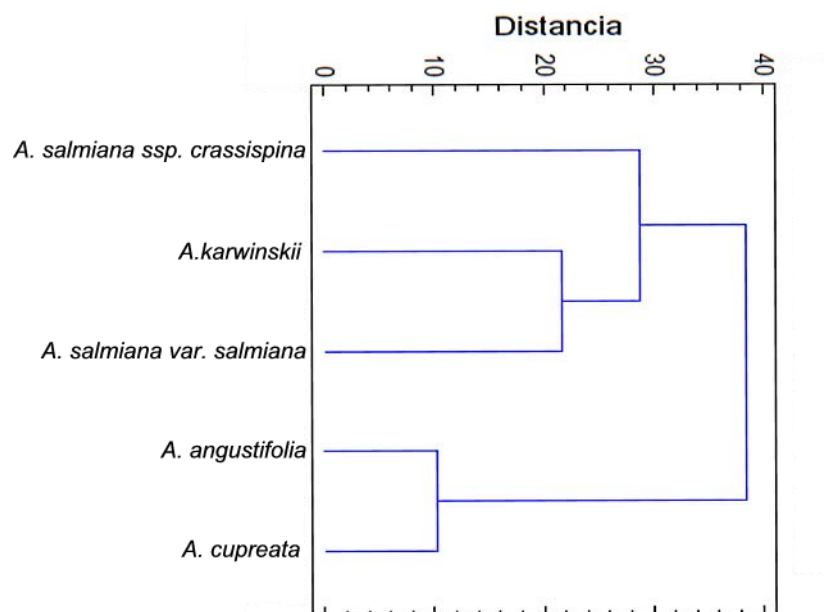 Distancia
0 10 20 30 40
A. salmiana ssp. crassispina
A.karwinskii
A. salmiana var. salmiana
A. angustifolia
A. cupreata